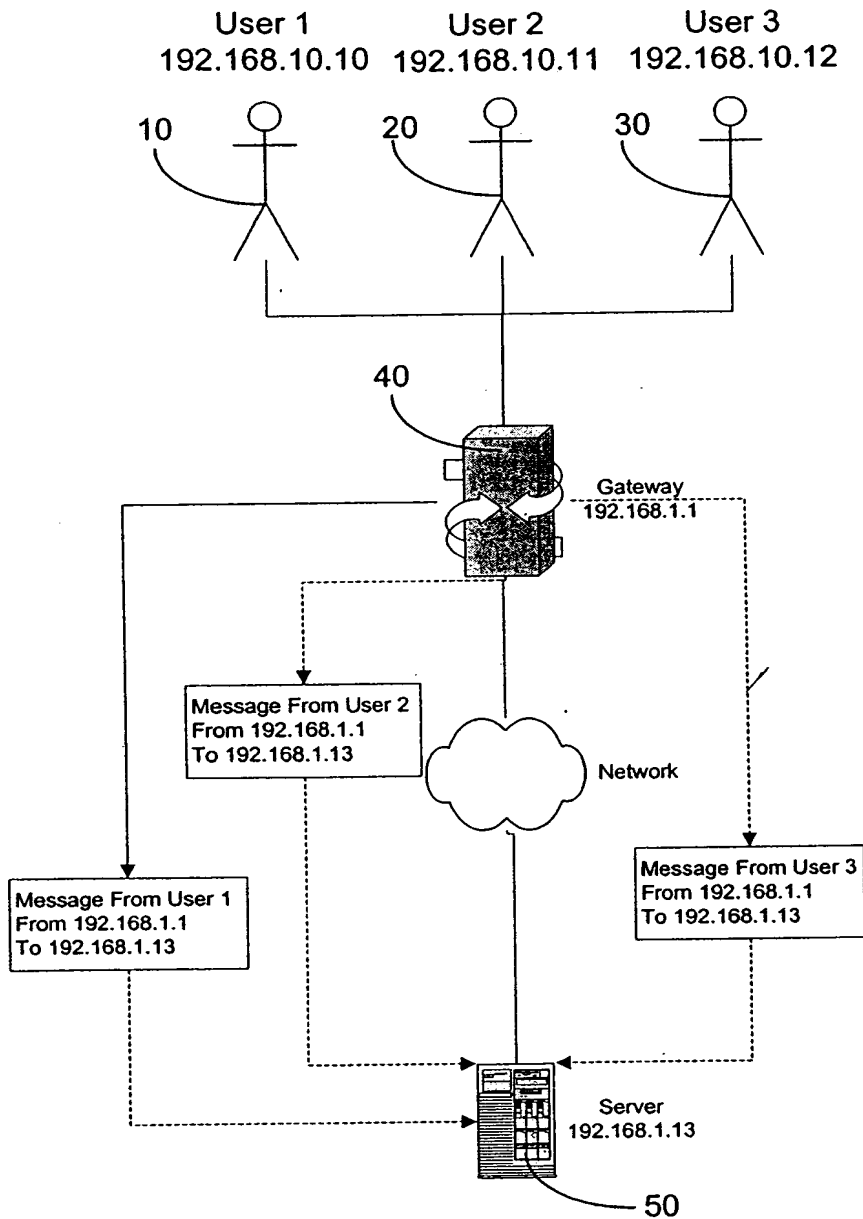 User 1
192.168.10.10
User 2
192.168.10.11
User 3
192.168.10.12
10
20
30
40
Gateway
192.168.1.1
Message From User 2
From 192.168.1.1
To 192.168.1.13
Network
Message From User 1
From 192.168.1.1
To 192.168.1.13
Message From User 3
From 192.168.1.1
To 192.168.1.13
Server
192.168.1.13
50